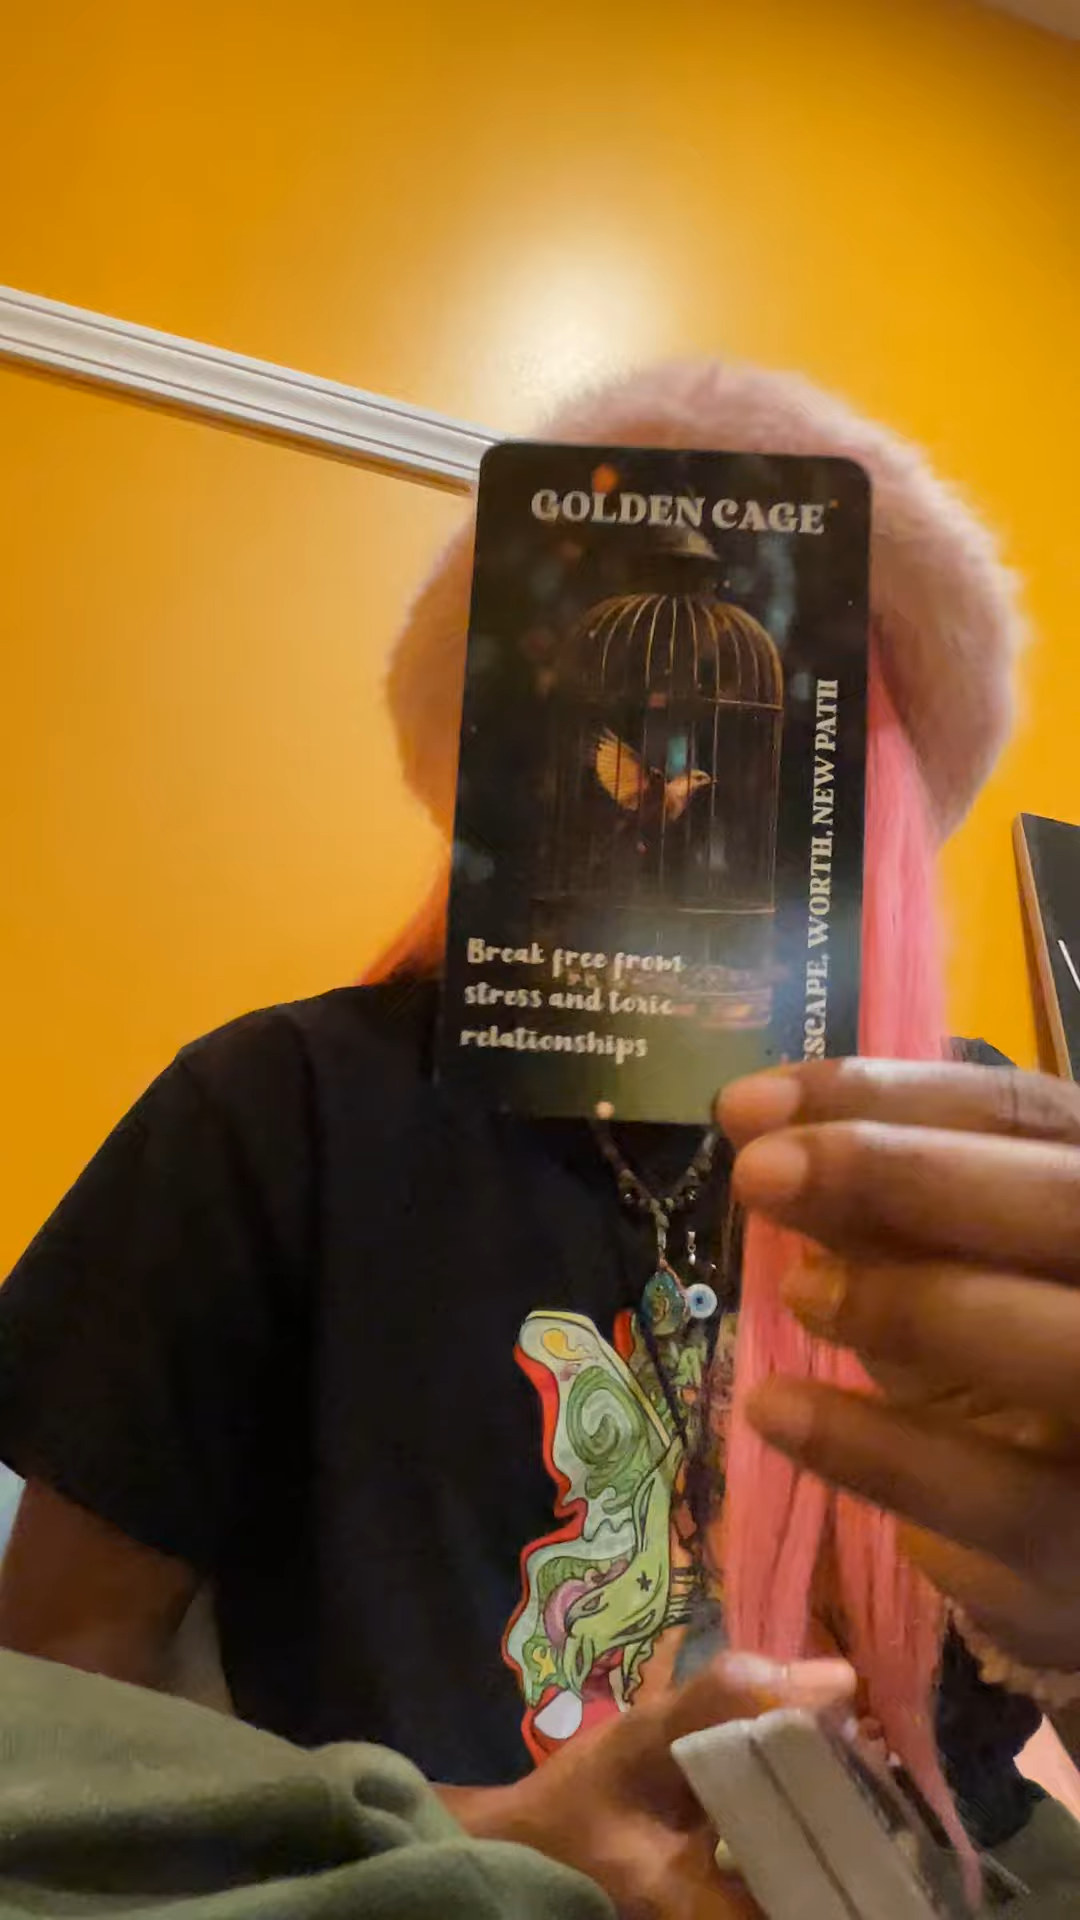 GOLDEN CAGE
Break free from
stress and toxic
relationships
ESCAPE, WORTH, NEW PATH